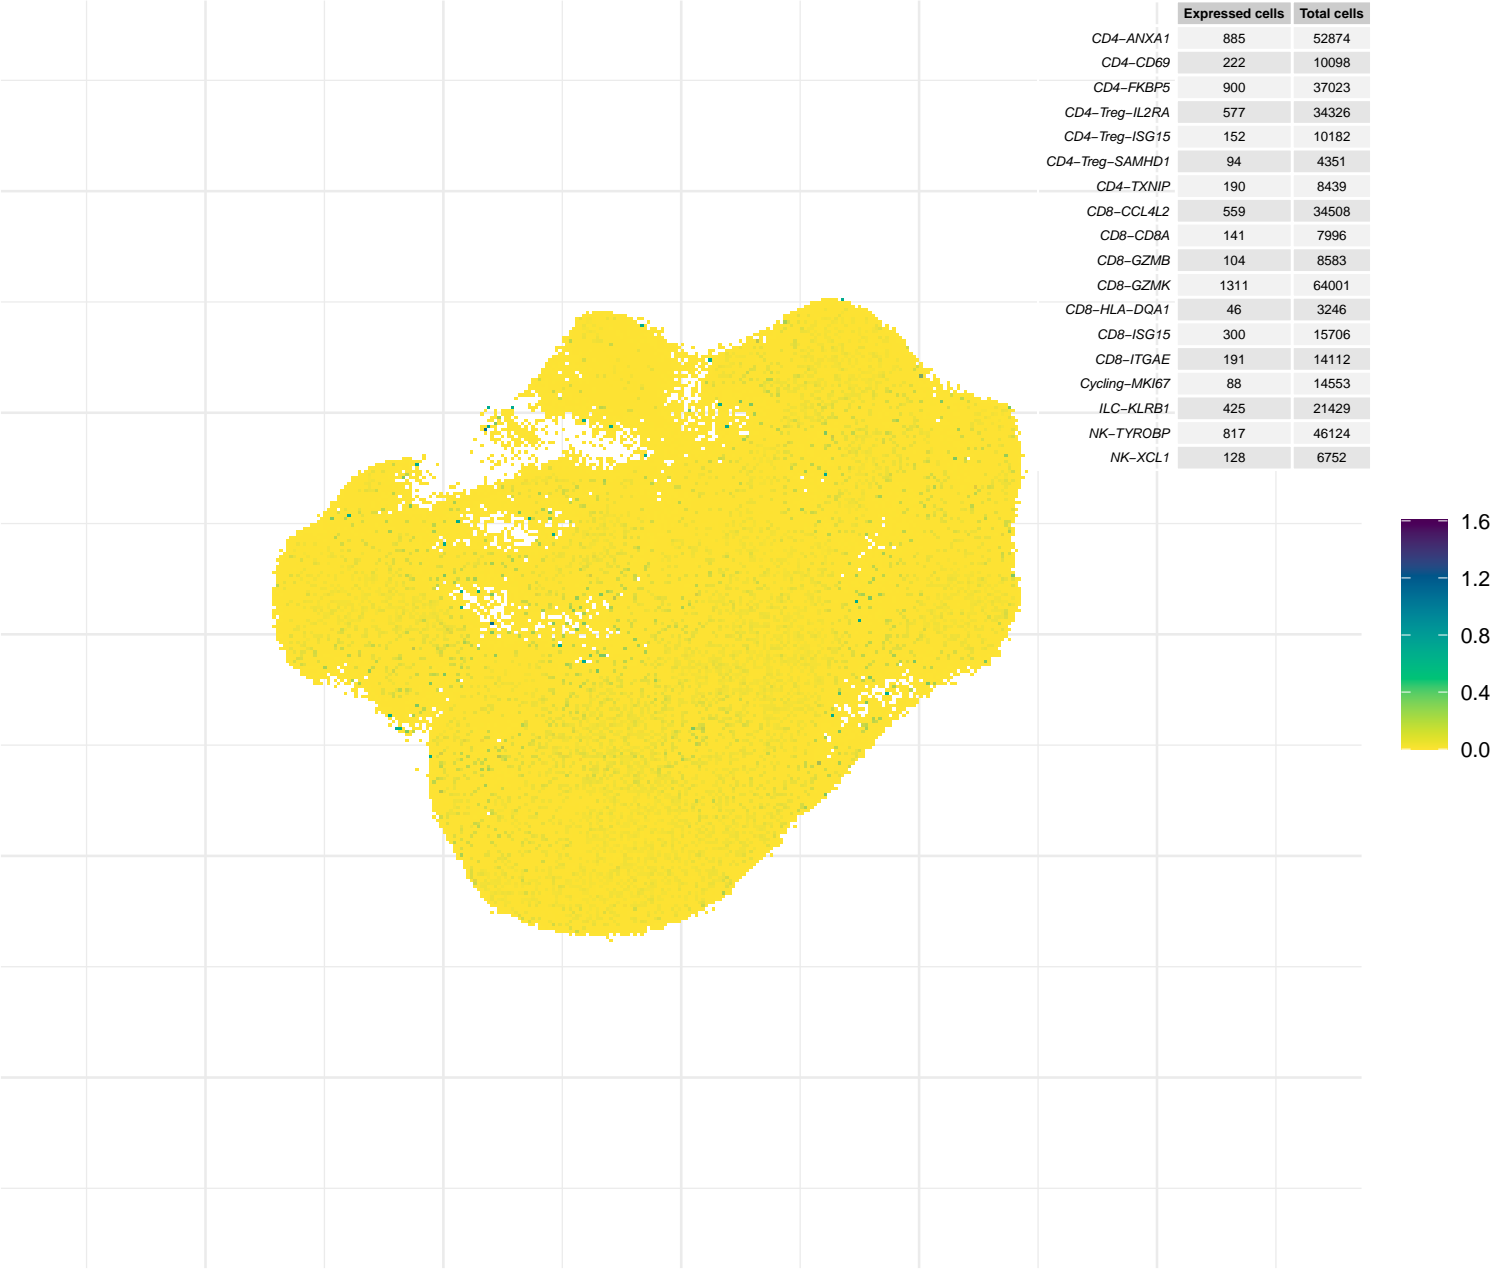 Expressed cells Total cells
CD4−ANXA1 885 52874
CD4−CD69 222 10098
CD4−FKBP5 900 37023
CD4−Treg−IL2RA 577 34326
CD4−Treg−ISG15 152 10182
CD4−Treg−SAMHD1 94 4351
CD4−TXNIP 190 8439
CD8−CCL4L2 559 34508
CD8−CD8A 141 7996
CD8−GZMB 104 8583
CD8−GZMK 1311 64001
CD8−HLA−DQA1 46 3246
CD8−ISG15 300 15706
CD8−ITGAE 191 14112
Cycling−MKI67 88 14553
ILC−KLRB1 425 21429
NK−TYROBP 817 46124
NK−XCL1 128 6752
1.6
1.2
0.8
0.4
0.0